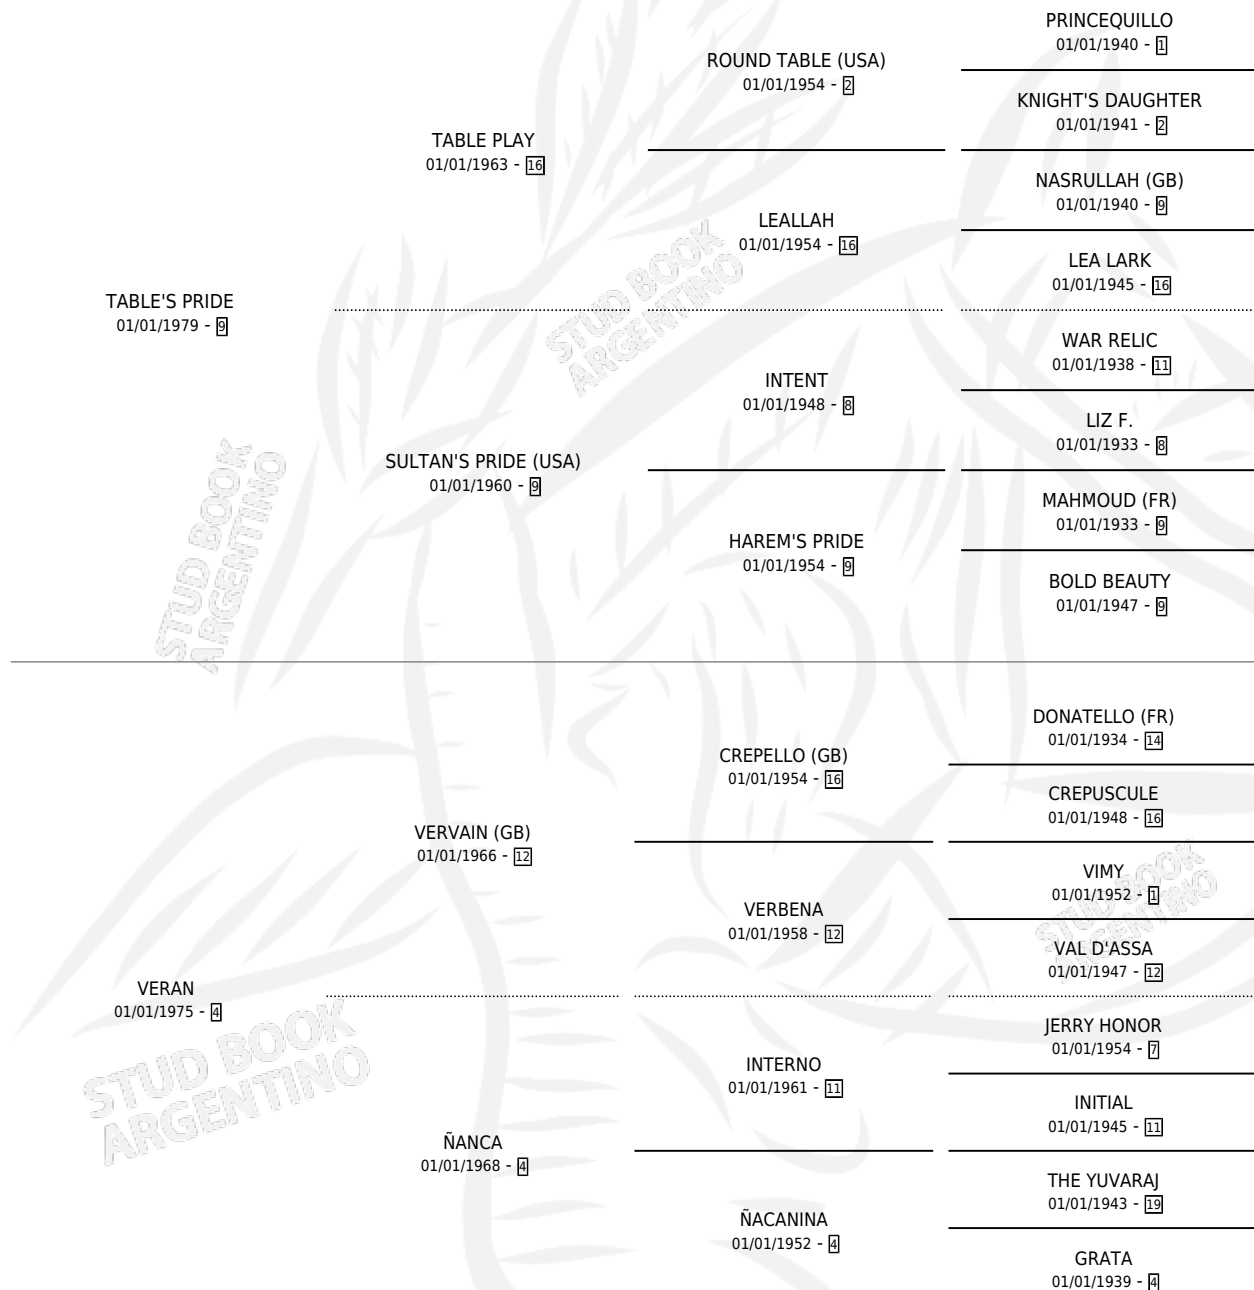 PRINCEQUILLO
01/01/1940 - 1
ROUND TABLE (USA)
01/01/1954 - 2
KNIGHT'S DAUGHTER
01/01/1941 - 2
TABLE PLAY
01/01/1963 - 16
NASRULLAH (GB)
01/01/1940 - 9
LEALLAH
01/01/1954 - 16
LEA LARK
01/01/1945 - 16
TABLE'S PRIDE
01/01/1979 - 9
WAR RELIC
01/01/1938 - 11
INTENT
01/01/1948 - 8
LIZ F.
01/01/1933 - 8
SULTAN'S PRIDE (USA)
01/01/1960 - 9
MAHMOUD (FR)
01/01/1933 - 9
HAREM'S PRIDE
01/01/1954 - 9
BOLD BEAUTY
01/01/1947 - 9
DONATELLO (FR)
01/01/1934 - 14
CREPELLO (GB)
01/01/1954 - 16
CREPUSCULE
01/01/1948 - 16
VERVAIN (GB)
01/01/1966 - 12
VIMY
01/01/1952 - 1
VERBENA
01/01/1958 - 12
VAL D'ASSA
01/01/1947 - 12
VERAN
01/01/1975 - 4
JERRY HONOR
01/01/1954 - 7
INTERNO
01/01/1961 - 11
INITIAL
01/01/1945 - 11
ÑANCA
01/01/1968 - 4
THE YUVARAJ
01/01/1943 - 19
ÑACANINA
01/01/1952 - 4
GRATA
01/01/1939 - 4
STUD BOOK
ARGENTINO
STUD BOOK
ARGENTINO
STUD BOOK
ARGENTINO
STUD BOOK
ARGENTINO